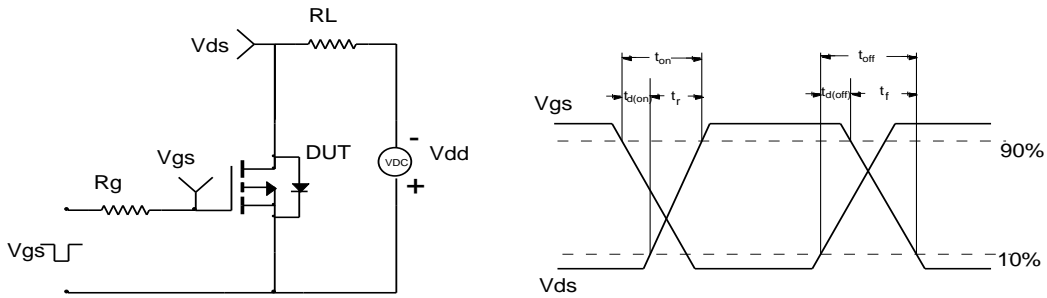 RL
Vds
DUT
Vgs
Rg
-
VDC
Vdd
+
Vgs
ton
toff
td(on)
tr
td(off)
tf
Vgs
90%
10%
Vds